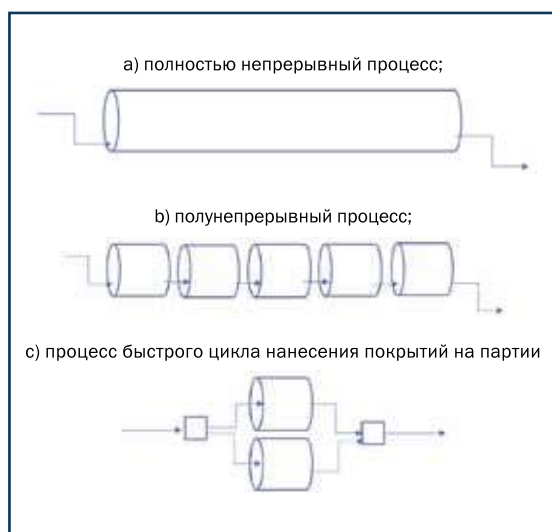 a) полностью непрерывный процесс;
b) полунепрерывный процесс;
c) процесс быстрого цикла нанесения покрытий на партии